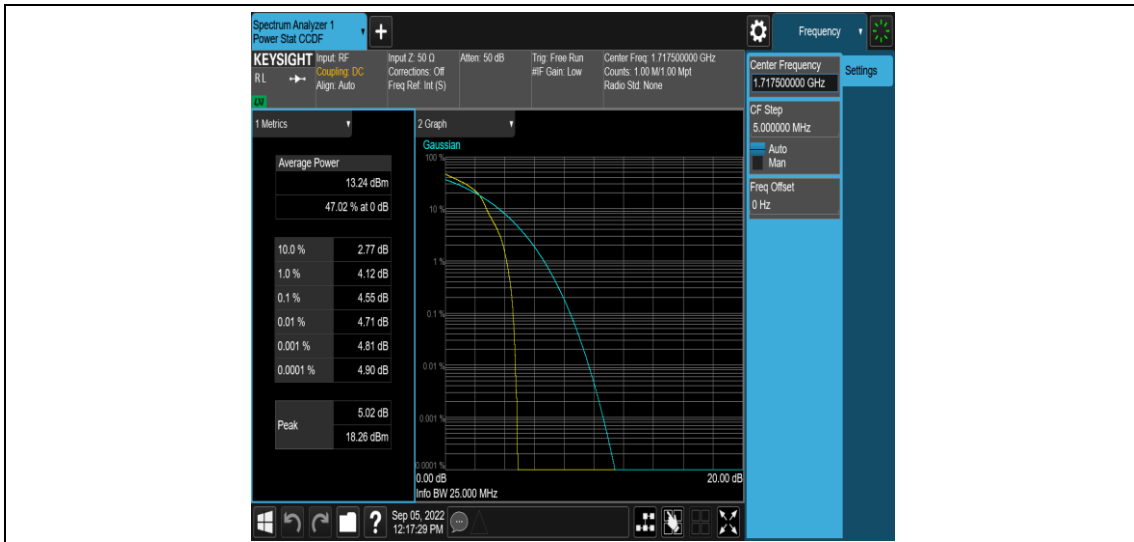 Spectrum Analyzer 1
Power Stat CCDF
Frequency
KEYSIGHT
RL
Input: RF
Coupling: DC
Align: Auto
Input Z: 50 Ω
Corrections: Off
Freq Ref: Int (S)
Atten: 50 dB
Trig: Free Run
#IF Gain: Low
Center Freq: 1.717500000 GHz
Counts: 1.00 M/1.00 Mpt
Radio Std: None
Center Frequency
1.717500000 GHz
Settings
CF Step
5.000000 MHz
Auto
Man
Freq Offset
0 Hz
1 Metrics
Average Power
13.24 dBm
47.02 % at 0 dB
10.0 % 2.77 dB
1.0 % 4.12 dB
0.1 % 4.55 dB
0.01 % 4.71 dB
0.001 % 4.81 dB
0.0001 % 4.90 dB
Peak
5.02 dB
18.26 dBm
2 Graph
Gaussian
100 %
10 %
1 %
0.1 %
0.01 %
0.001 %
0.0001 %
0.00 dB 20.00 dB
Info BW 25.000 MHz
Sep 05, 2022
12:17:29 PM